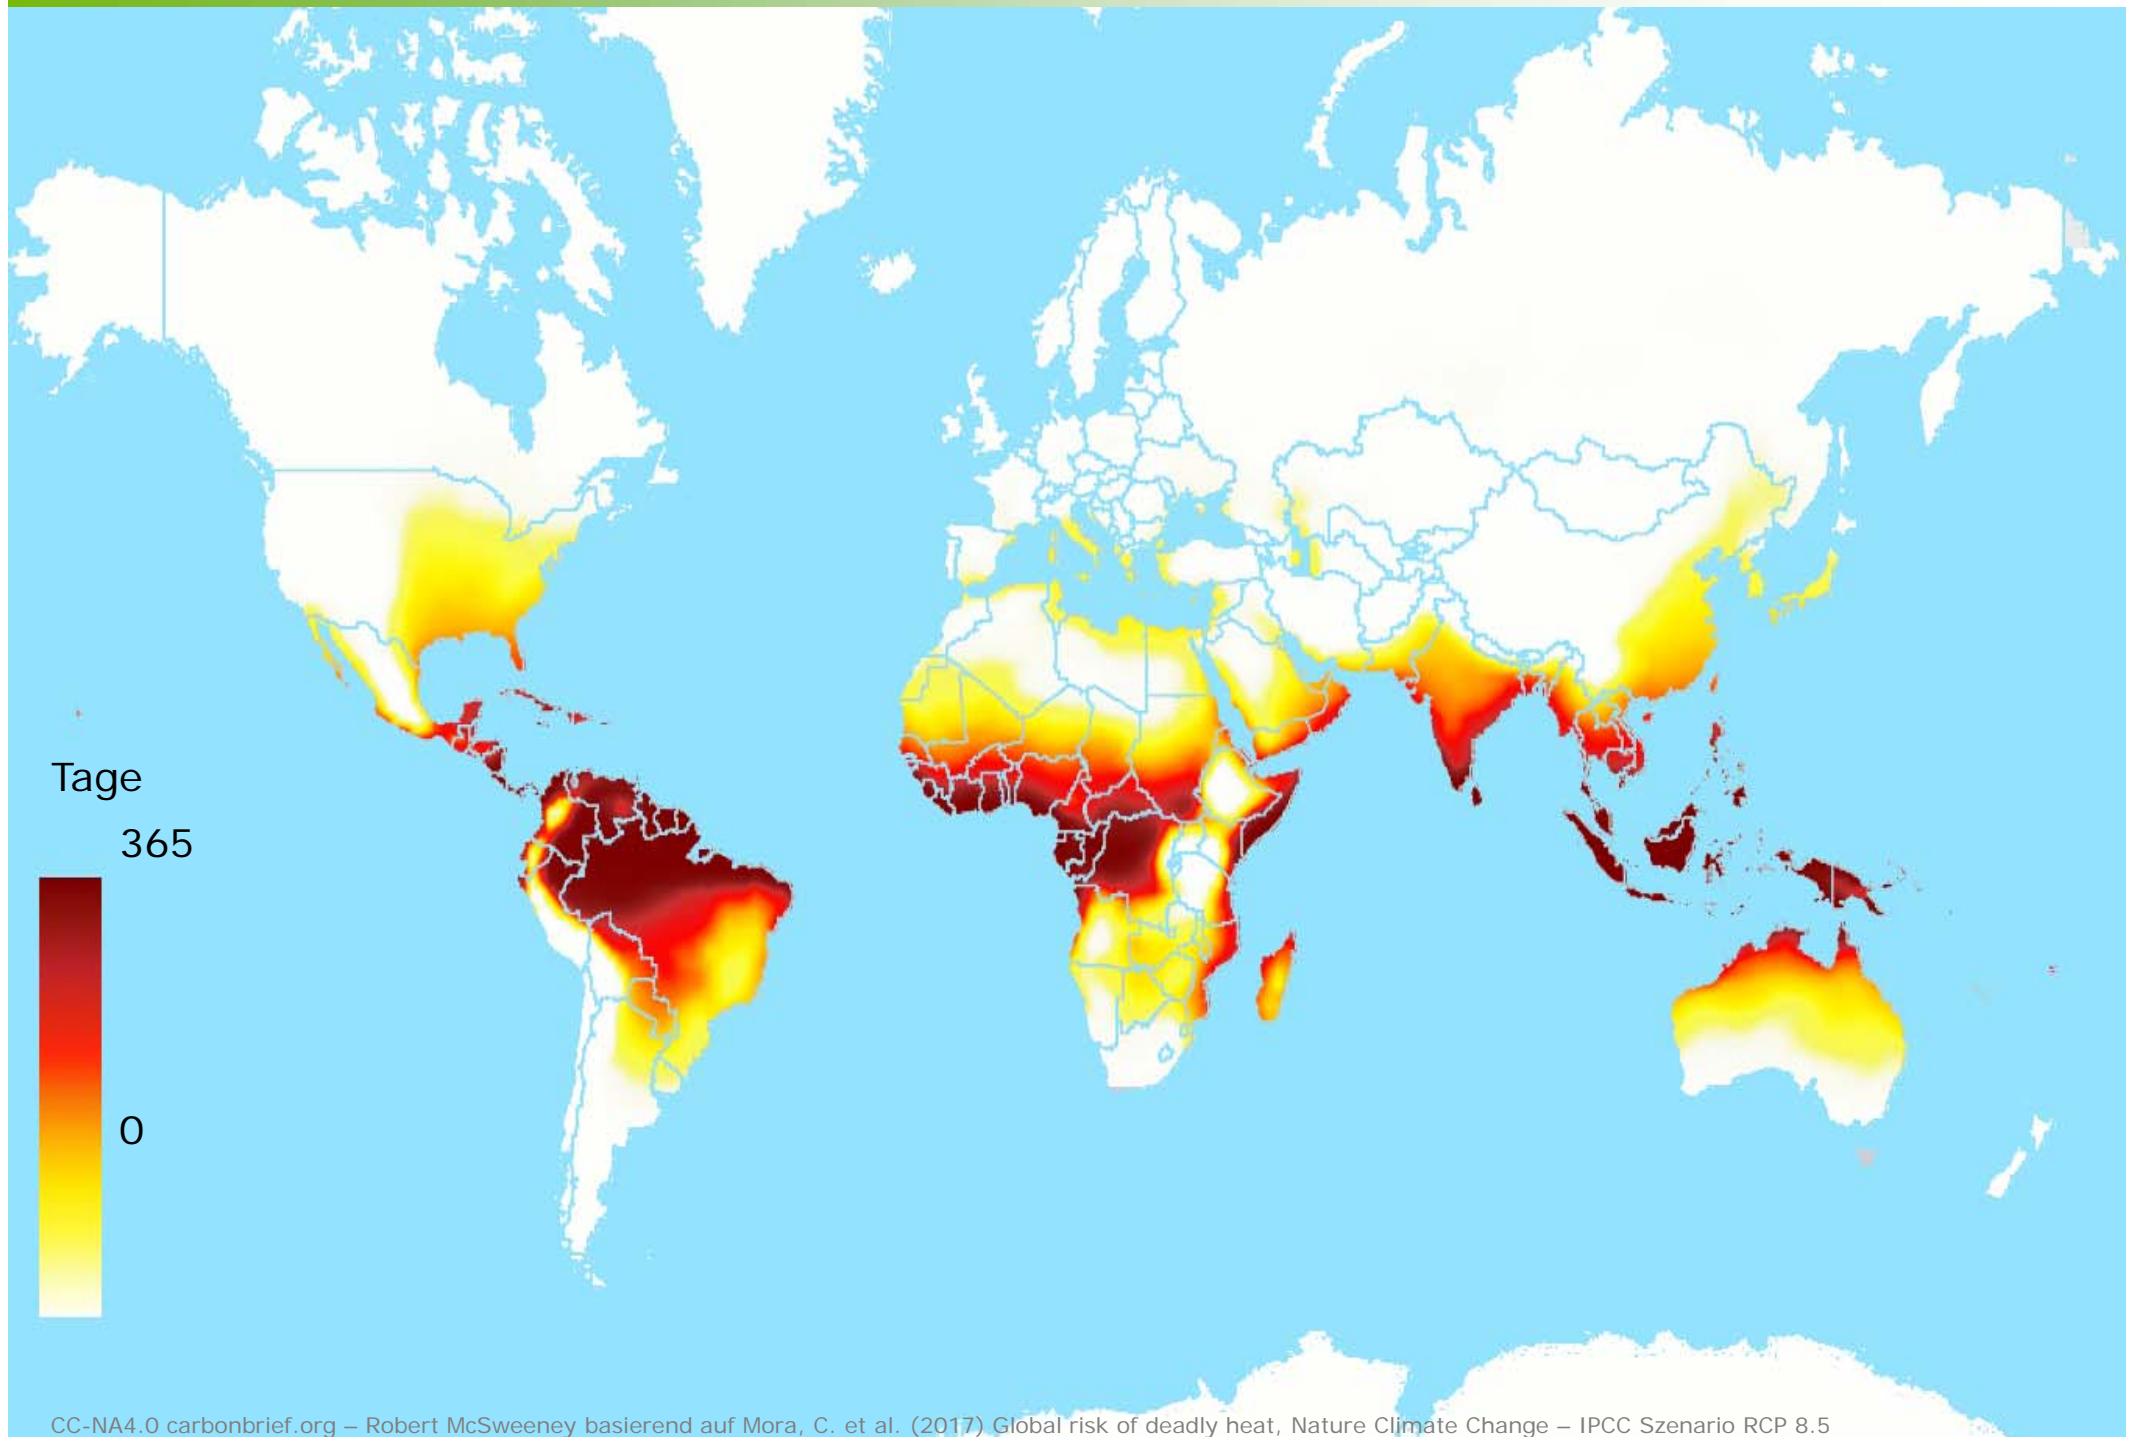 Tage
365
0
CC-NA4.0 carbonbrief.org – Robert McSweeney basierend auf Mora, C. et al. (2017) Global risk of deadly heat, Nature Climate Change – IPCC Szenario RCP 8.5